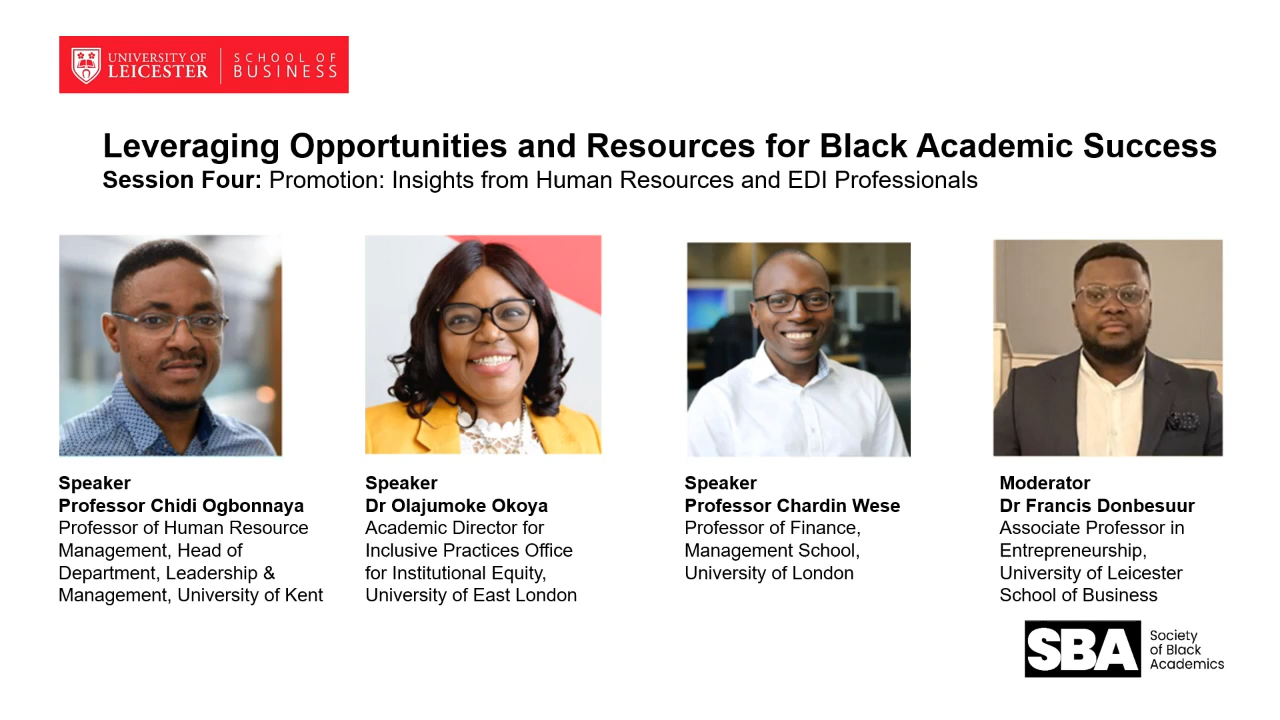 UNIVERSITY OF
LEICESTER
SCHOOL OF
BUSINESS
Leveraging Opportunities and Resources for Black Academic Success
Session Four: Promotion: Insights from Human Resources and EDI Professionals
Speaker
Professor Chidi Ogbonnaya
Professor of Human Resource
Management, Head of
Department, Leadership &
Management, University of Kent
Speaker
Dr Olajumoke Okoya
Academic Director for
Inclusive Practices Office
for Institutional Equity,
University of East London
Speaker
Professor Chardin Wese
Professor of Finance,
Management School,
University of London
Moderator
Dr Francis Donbesuur
Associate Professor in
Entrepreneurship,
University of Leicester
School of Business
SBA
Society
of Black
Academics